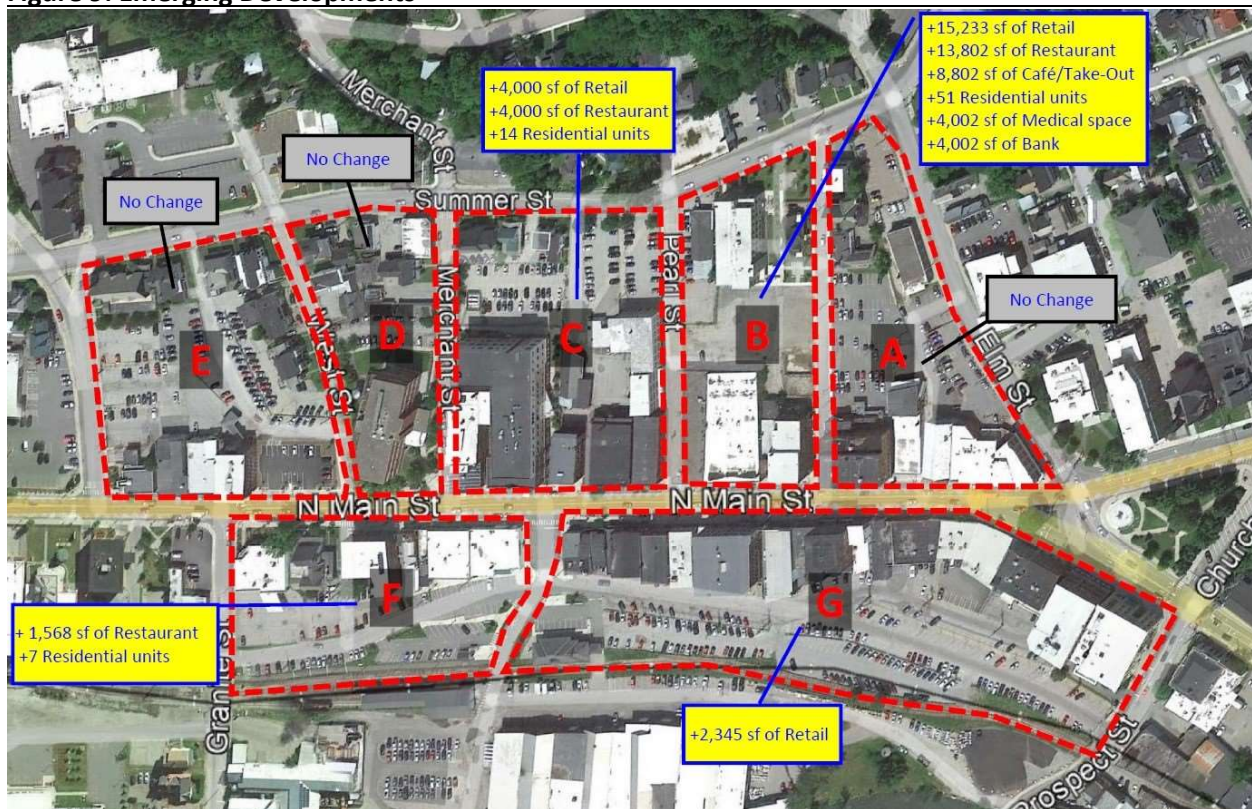 +15,233 sf of Retail
+13,802 sf of Restaurant
+8,802 sf of Café/Take-Out
+51 Residential units
+4,002 sf of Medical space
+4,002 sf of Bank
+4,000 sf of Retail
+4,000 sf of Restaurant
+14 Residential units
Merchant St
No Change
No Change
Summer St
Pearl St
Merchant St
West St
No Change
Elm St
E
D
C
B
A
N Main St
N Main St
Church
F
G
+ 1,568 sf of Restaurant
+7 Residential units
+2,345 sf of Retail
Prospect St